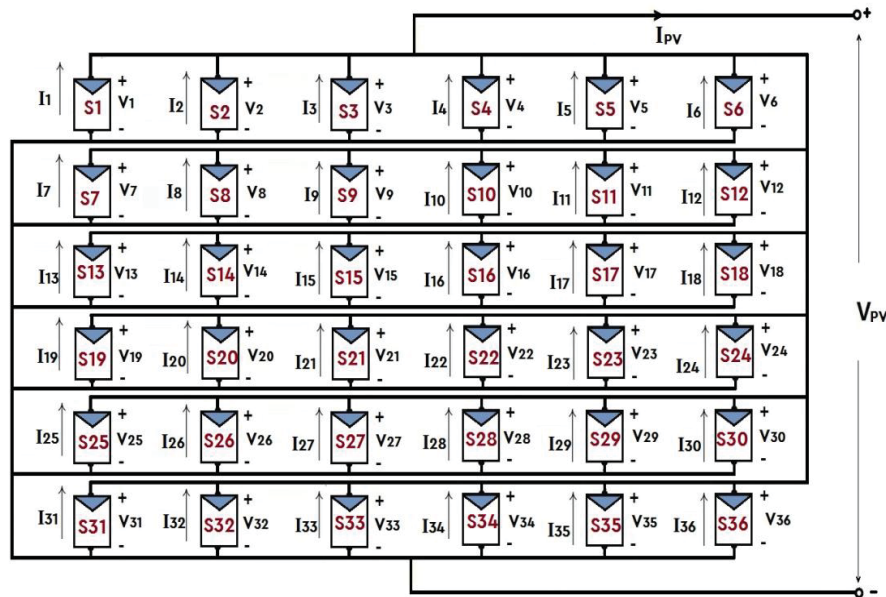 +
I_PV
+ + + + + +
I1 S1 V1 I2 S2 V2 I3 S3 V3 I4 S4 V4 I5 S5 V5 I6 S6 V6
- - - - - -
+ + + + + +
I7 S7 V7 I8 S8 V8 I9 S9 V9 I10 S10 V10 I11 S11 V11 I12 S12 V12
- - - - - -
+ + + + + +
I13 S13 V13 I14 S14 V14 I15 S15 V15 I16 S16 V16 I17 S17 V17 I18 S18 V18
- - - - - -
V_PV
+ + + + + +
I19 S19 V19 I20 S20 V20 I21 S21 V21 I22 S22 V22 I23 S23 V23 I24 S24 V24
- - - - - -
+ + + + + +
I25 S25 V25 I26 S26 V26 I27 S27 V27 I28 S28 V28 I29 S29 V29 I30 S30 V30
- - - - - -
+ + + + + +
I31 S31 V31 I32 S32 V32 I33 S33 V33 I34 S34 V34 I35 S35 V35 I36 S36 V36
- - - - - -
-